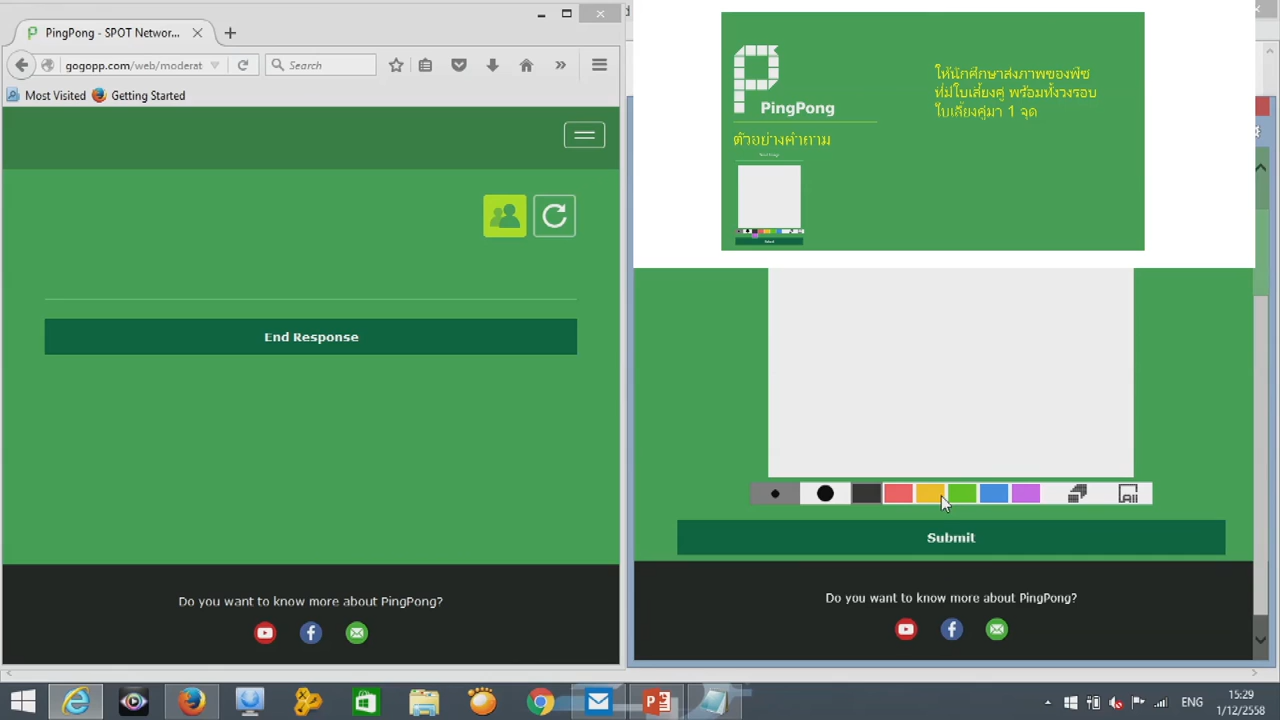 PingPong - SPOT Networ...
gogopp.com/web/moderat
Search
Most Visited
Getting Started
End Response
Do you want to know more about PingPong?
PingPong
ตัวอย่างคำถาม
Submit
ให้นักศึกษาส่งภาพของพืช
ที่มีใบเลี้ยงคู่ พร้อมทั้งวงรอบ
ใบเลี้ยงคู่มา 1 จุด
All
Submit
Do you want to know more about PingPong?
ENG
15:29
1/12/2558